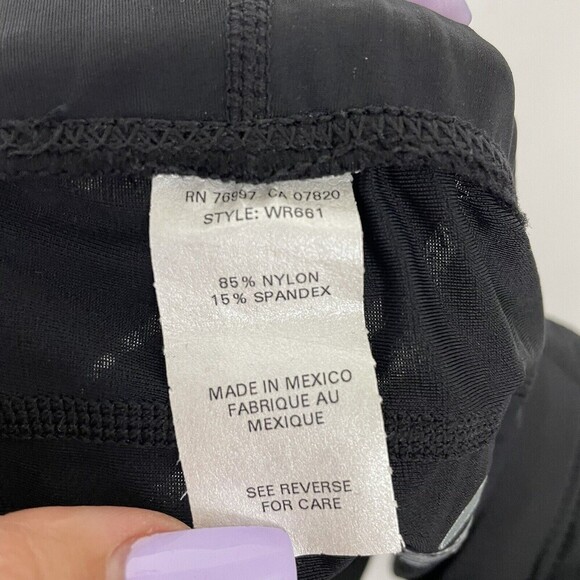 RN 76997 CA 07820
STYLE: WR661
85% NYLON
15% SPANDEX
MADE IN MEXICO
FABRIQUE AU
MEXIQUE
SEE REVERSE
FOR CARE